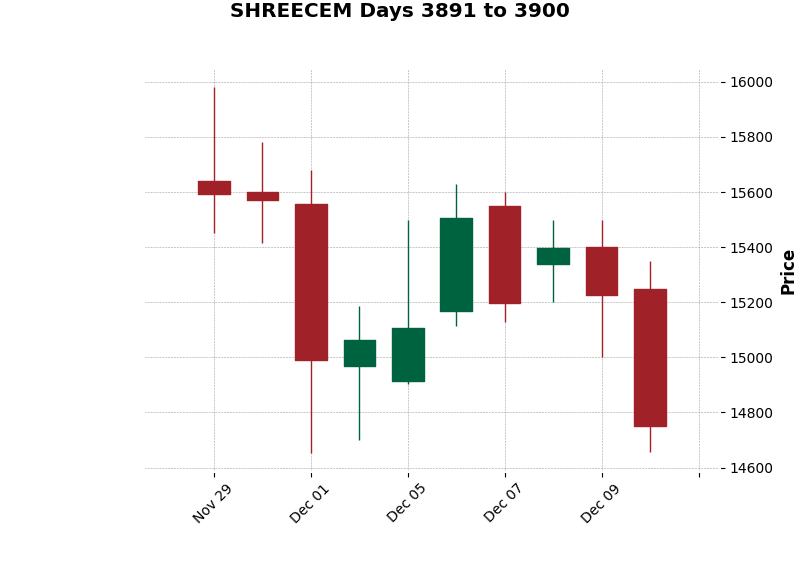 SHREECEM Days 3891 to 3900
16000
15800
15600
15400
15200
15000
14800
14600
Price
Nov 29
Dec 01
Dec 05
Dec 07
Dec 09